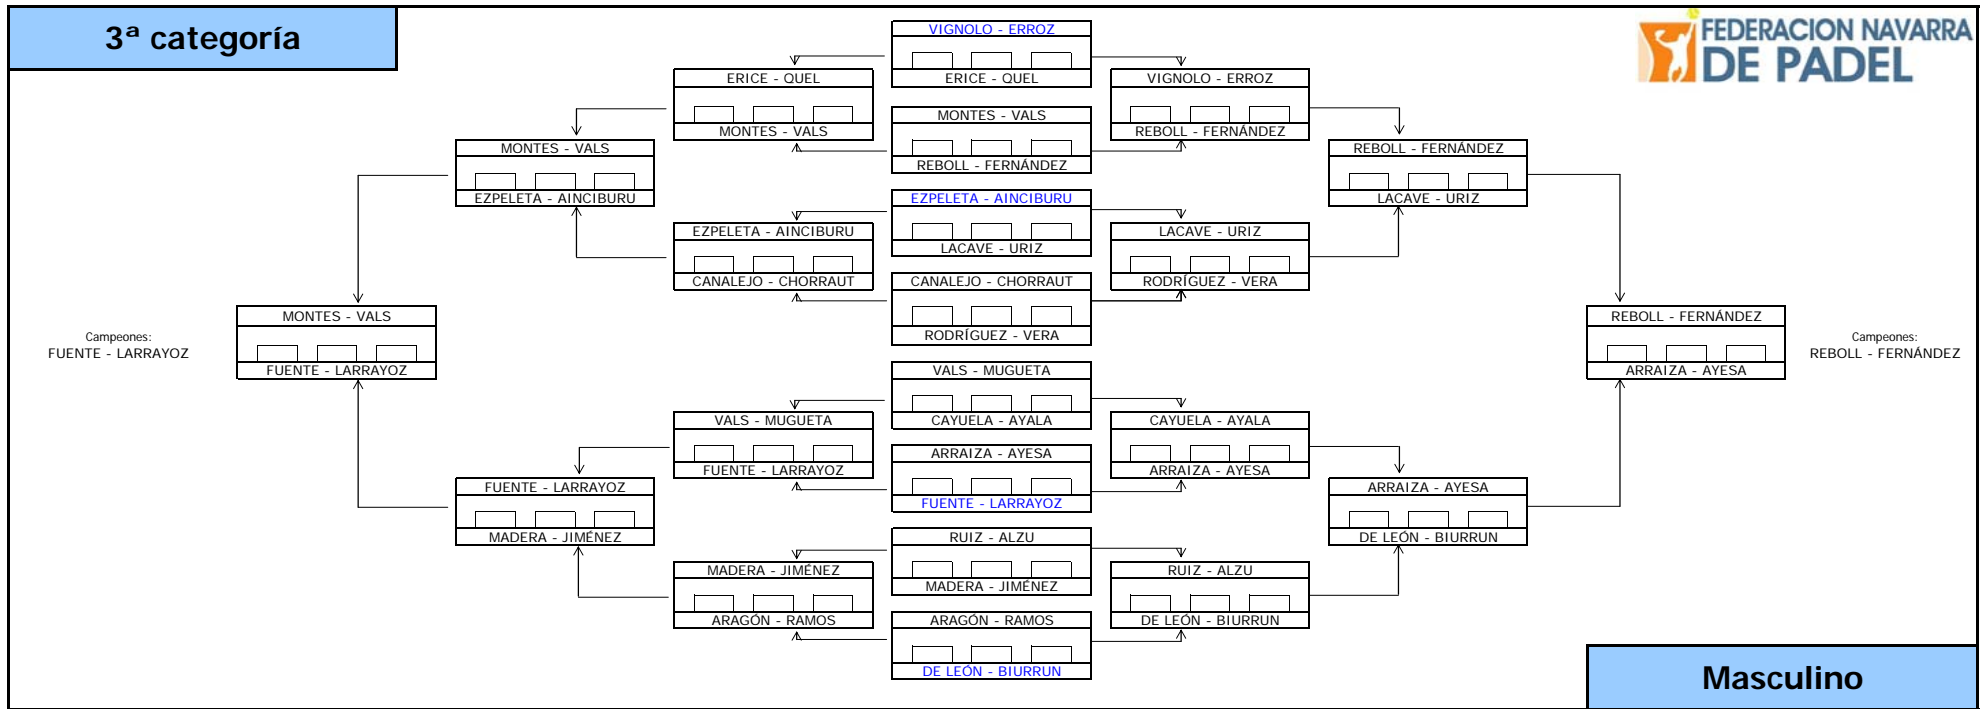 3ª categoría
FEDERACION NAVARRA
DE PADEL
VIGNOLO - ERROZ
ERICE - QUEL
ERICE - QUEL
MONTES - VALS
VIGNOLO - ERROZ
REBOLL - FERNÁNDEZ
MONTES - VALS
REBOLL - FERNÁNDEZ
MONTES - VALS
EZPELETA - AINCIBURU
REBOLL - FERNÁNDEZ
LACAVE - URIZ
EZPELETA - AINCIBURU
LACAVE - URIZ
EZPELETA - AINCIBURU
CANALEJO - CHORRAUT
LACAVE - URIZ
RODRÍGUEZ - VERA
CANALEJO - CHORRAUT
RODRÍGUEZ - VERA
Campeones:
FUENTE - LARRAYOZ
MONTES - VALS
FUENTE - LARRAYOZ
REBOLL - FERNÁNDEZ
ARRAIZA - AYESA
Campeones:
REBOLL - FERNÁNDEZ
VALS - MUGUETA
CAYUELA - AYALA
VALS - MUGUETA
FUENTE - LARRAYOZ
CAYUELA - AYALA
ARRAIZA - AYESA
ARRAIZA - AYESA
FUENTE - LARRAYOZ
FUENTE - LARRAYOZ
MADERA - JIMÉNEZ
ARRAIZA - AYESA
DE LEÓN - BIURRUN
RUIZ - ALZU
MADERA - JIMÉNEZ
MADERA - JIMÉNEZ
ARAGÓN - RAMOS
RUIZ - ALZU
DE LEÓN - BIURRUN
ARAGÓN - RAMOS
DE LEÓN - BIURRUN
Masculino